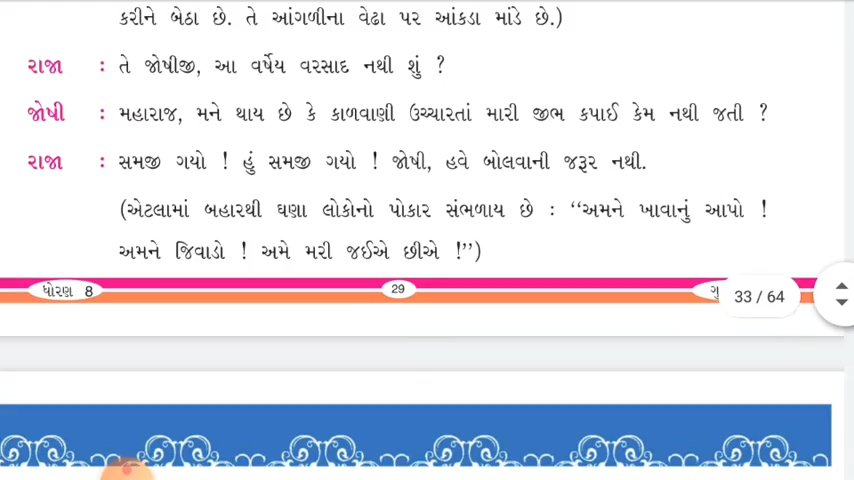 કરીને બેઠા છે. તે આંગળીના વેઢા પર આંકડા માંડે છે.)
રાજા : તે જોષીજી, આ વર્ષેય વરસાદ નથી શું ?
જોષી : મહારાજ, મને થાય છે કે કાળવાણી ઉચ્ચારતાં મારી જીભ કપાઈ કેમ નથી જતી ?
રાજા : સમજી ગયો ! હું સમજી ગયો ! જોષી, હવે બોલવાની જરૂર નથી.
(એટલામાં બહારથી ઘણા લોકોનો પોકાર સંભળાય છે : “અમને ખાવાનું આપો !
અમને જિવાડો ! અમે મરી જઈએ છીએ !”)
ધોરણ 8 29
33 / 64